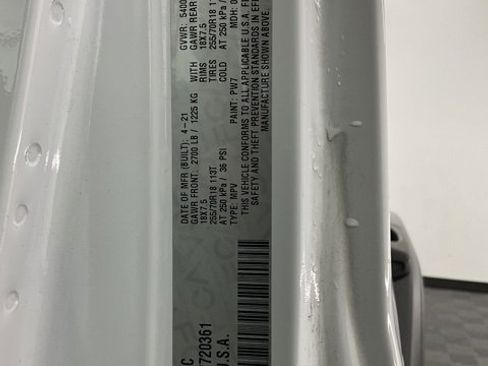 DATE OF MFR (BUILT): 4-21 GVWR: 5400
GAWR FRONT: 2700 LB / 1225 KG WITH GAWR REAR
18X7.5 RIMS 18X7.5
255/70R18 113T TIRES 255/70R18 113
AT 250 kPa / 36 PSI COLD AT 250 kPa /
TYPE: MPV PAINT: PW7 MDH:
THIS VEHICLE CONFORMS TO ALL APPLICABLE U.S.A.
SAFETY AND THEFT PREVENTION STANDARDS IN EFF
MANUFACTURE SHOWN ABOVE.
C
720361
U.S.A.